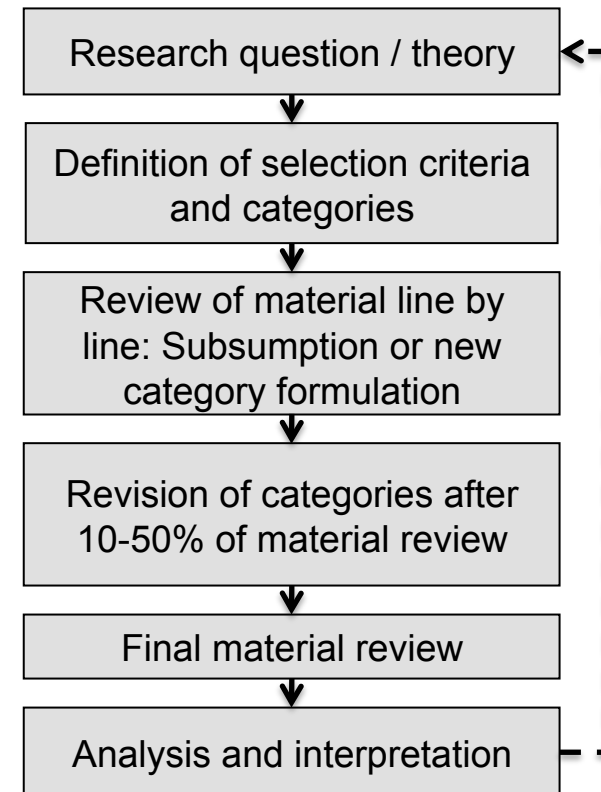 Research question / theory
Definition of selection criteria
and categories
Review of material line by
line: Subsumption or new
category formulation
Revision of categories after
10-50% of material review
Final material review
Analysis and interpretation